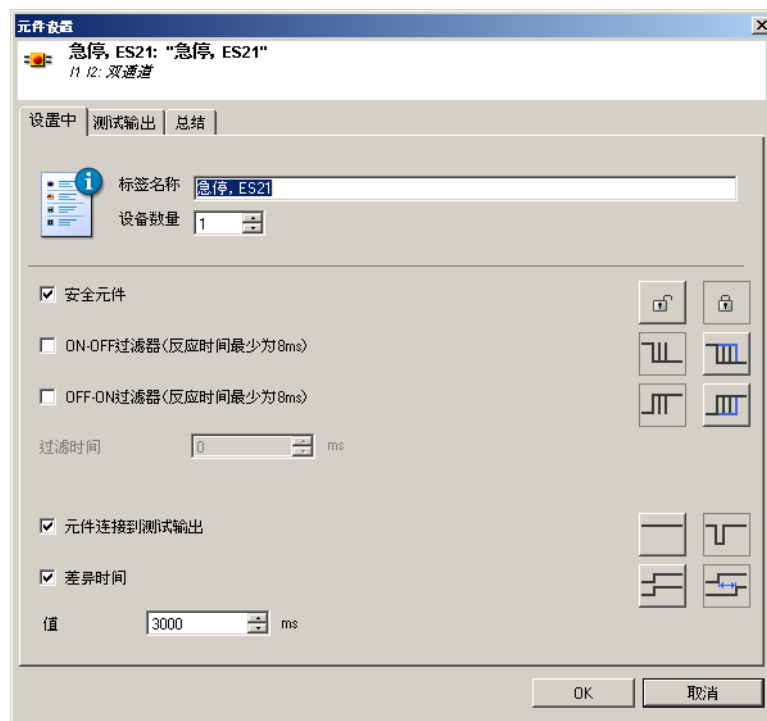 元件设置
急停, ES21: "急停, ES21"
I1 I2: 双通道
设置中 测试输出 总结
标签名称 急停, ES21
设备数量 1
安全元件
ON-OFF过滤器(反应时间最少为8ms)
OFF-ON过滤器(反应时间最少为8ms)
过滤时间 0 ms
元件连接到测试输出
差异时间
值 3000 ms
OK 取消